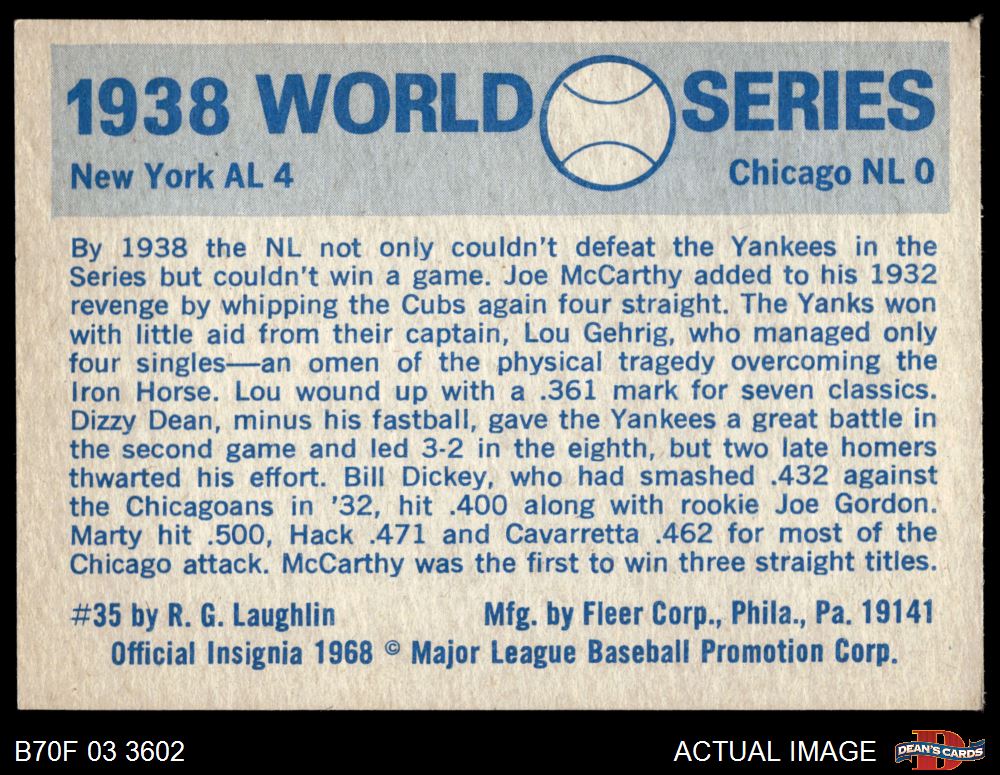 1938 WORLD SERIES
New York AL 4 Chicago NL 0
By 1938 the NL not only couldn't defeat the Yankees in the
Series but couldn't win a game. Joe McCarthy added to his 1932
revenge by whipping the Cubs again four straight. The Yanks won
with little aid from their captain, Lou Gehrig, who managed only
four singles—an omen of the physical tragedy overcoming the
Iron Horse. Lou wound up with a .361 mark for seven classics.
Dizzy Dean, minus his fastball, gave the Yankees a great battle in
the second game and led 3-2 in the eighth, but two late homers
thwarted his effort. Bill Dickey, who had smashed .432 against
the Chicagoans in '32, hit .400 along with rookie Joe Gordon.
Marty hit .500, Hack .471 and Cavarretta .462 for most of the
Chicago attack. McCarthy was the first to win three straight titles.
#35 by R. G. Laughlin Mfg. by Fleer Corp., Phila., Pa. 19141
Official Insignia 1968 © Major League Baseball Promotion Corp.
B70F 03 3602 ACTUAL IMAGE DEAN'S CARDS